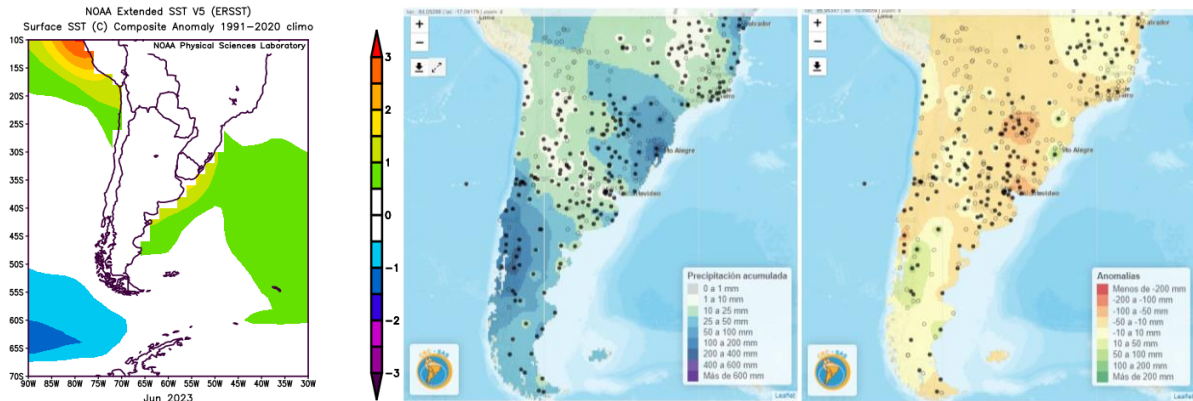 NOAA Extended SST V5 (ERSST)
Surface SST (C) Composite Anomaly 1991-2020 climo
NOAA Physical Sciences Laboratory
10S
15S
20S
25S
30S
35S
40S
45S
50S
55S
60S
65S
70S
90W 85W 80W 75W 70W 65W 60W 55W 50W 45W 40W 35W 30W
Jun 2023
3
2
1
0
-1
-2
-3
+
−
Lima
Salvador
Montevideo
Precipitación acumulada
0 a 1 mm
1 a 10 mm
10 a 25 mm
25 a 50 mm
50 a 100 mm
100 a 200 mm
200 a 400 mm
400 a 600 mm
Más de 600 mm
Leaflet
+
−
Alegre
Anomalías
Menos de -200 mm
-200 a -100 mm
-100 a -50 mm
-50 a -10 mm
-10 a 10 mm
10 a 50 mm
50 a 100 mm
100 a 200 mm
Más de 200 mm
Leaflet